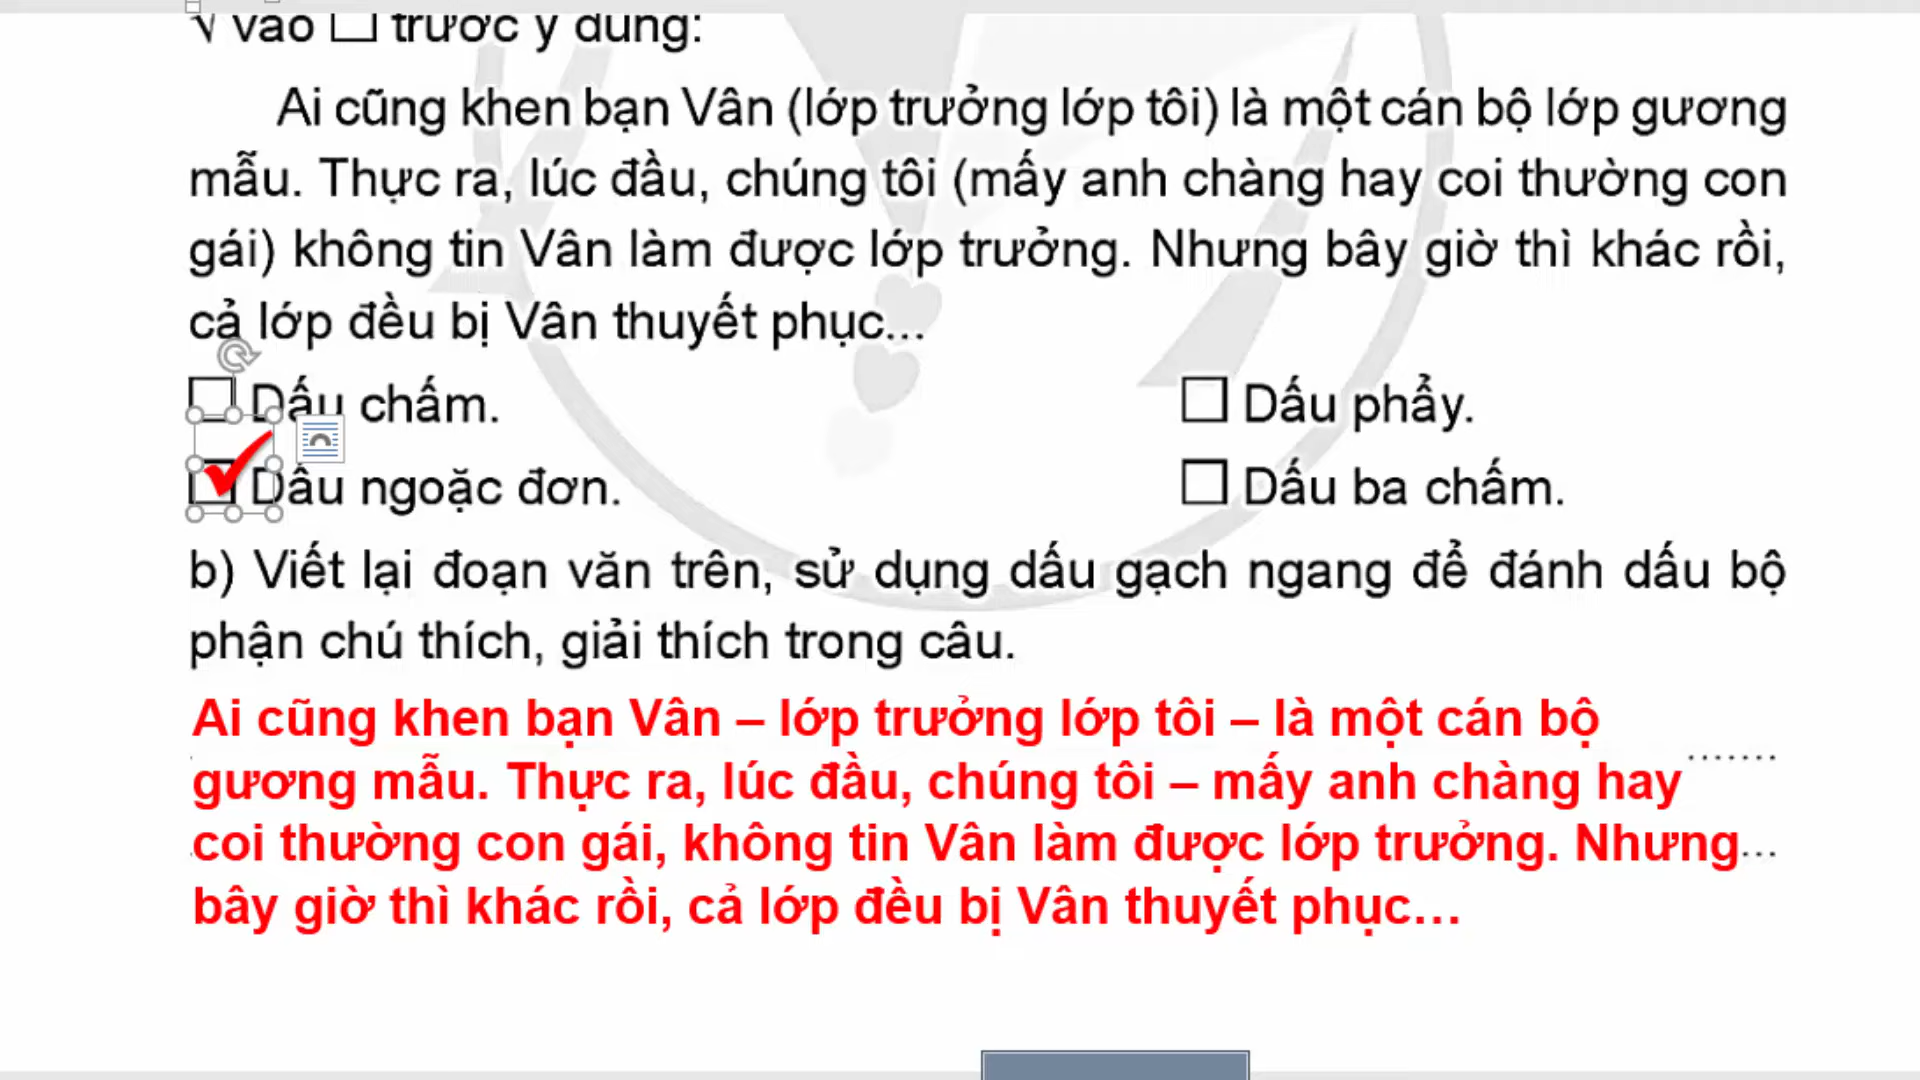 √ vào □ trước ý đúng:
Ai cũng khen bạn Vân (lớp trưởng lớp tôi) là một cán bộ lớp gương
mẫu. Thực ra, lúc đầu, chúng tôi (mấy anh chàng hay coi thường con
gái) không tin Vân làm được lớp trưởng. Nhưng bây giờ thì khác rồi,
cả lớp đều bị Vân thuyết phục...
□ Dấu chấm. □ Dấu phẩy.
□ Dấu ngoặc đơn. □ Dấu ba chấm.
b) Viết lại đoạn văn trên, sử dụng dấu gạch ngang để đánh dấu bộ
phận chú thích, giải thích trong câu.
Ai cũng khen bạn Vân – lớp trưởng lớp tôi – là một cán bộ
gương mẫu. Thực ra, lúc đầu, chúng tôi – mấy anh chàng hay
coi thường con gái, không tin Vân làm được lớp trưởng. Nhưng
bây giờ thì khác rồi, cả lớp đều bị Vân thuyết phục...